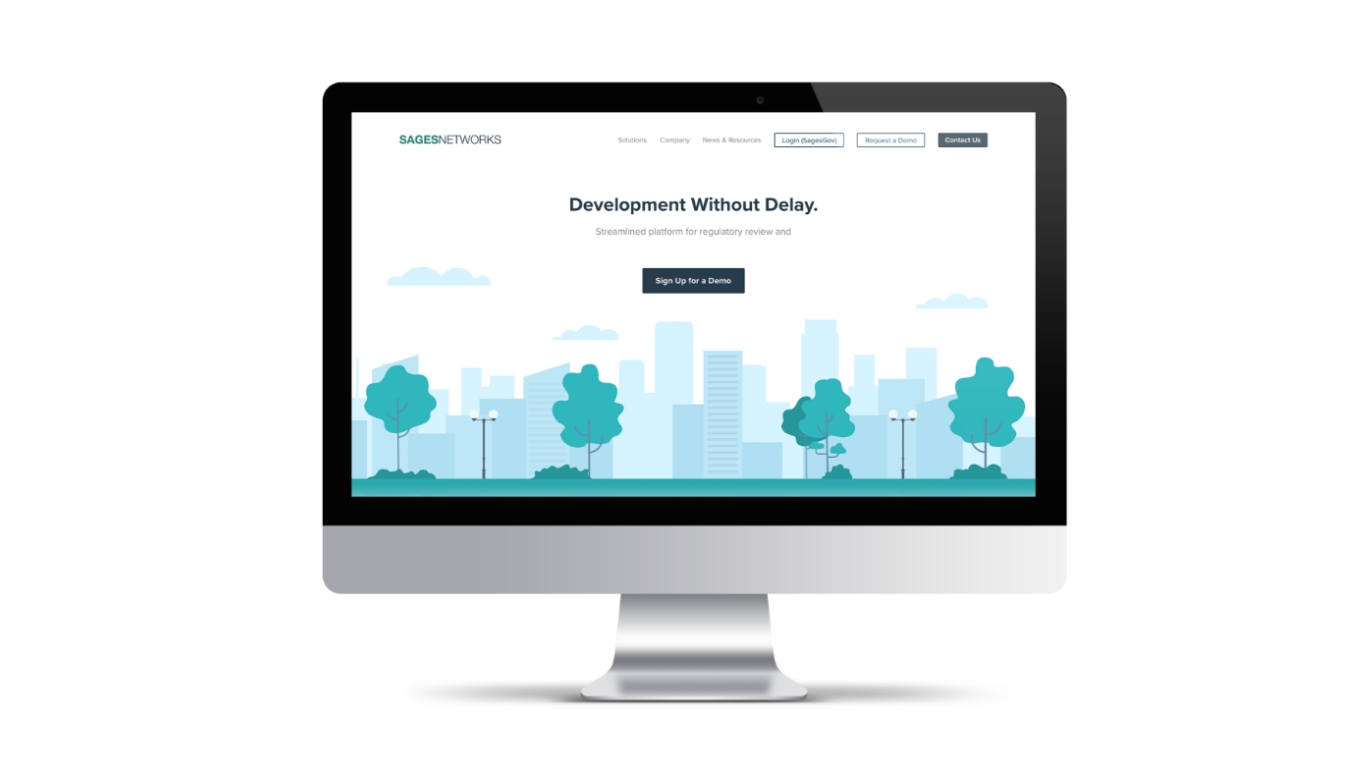 SAGESNETWORKS
Solutions Company News & Resources Login (SagesGov) Request a Demo Contact Us
Development Without Delay.
Streamlined platform for regulatory review and
Sign Up for a Demo